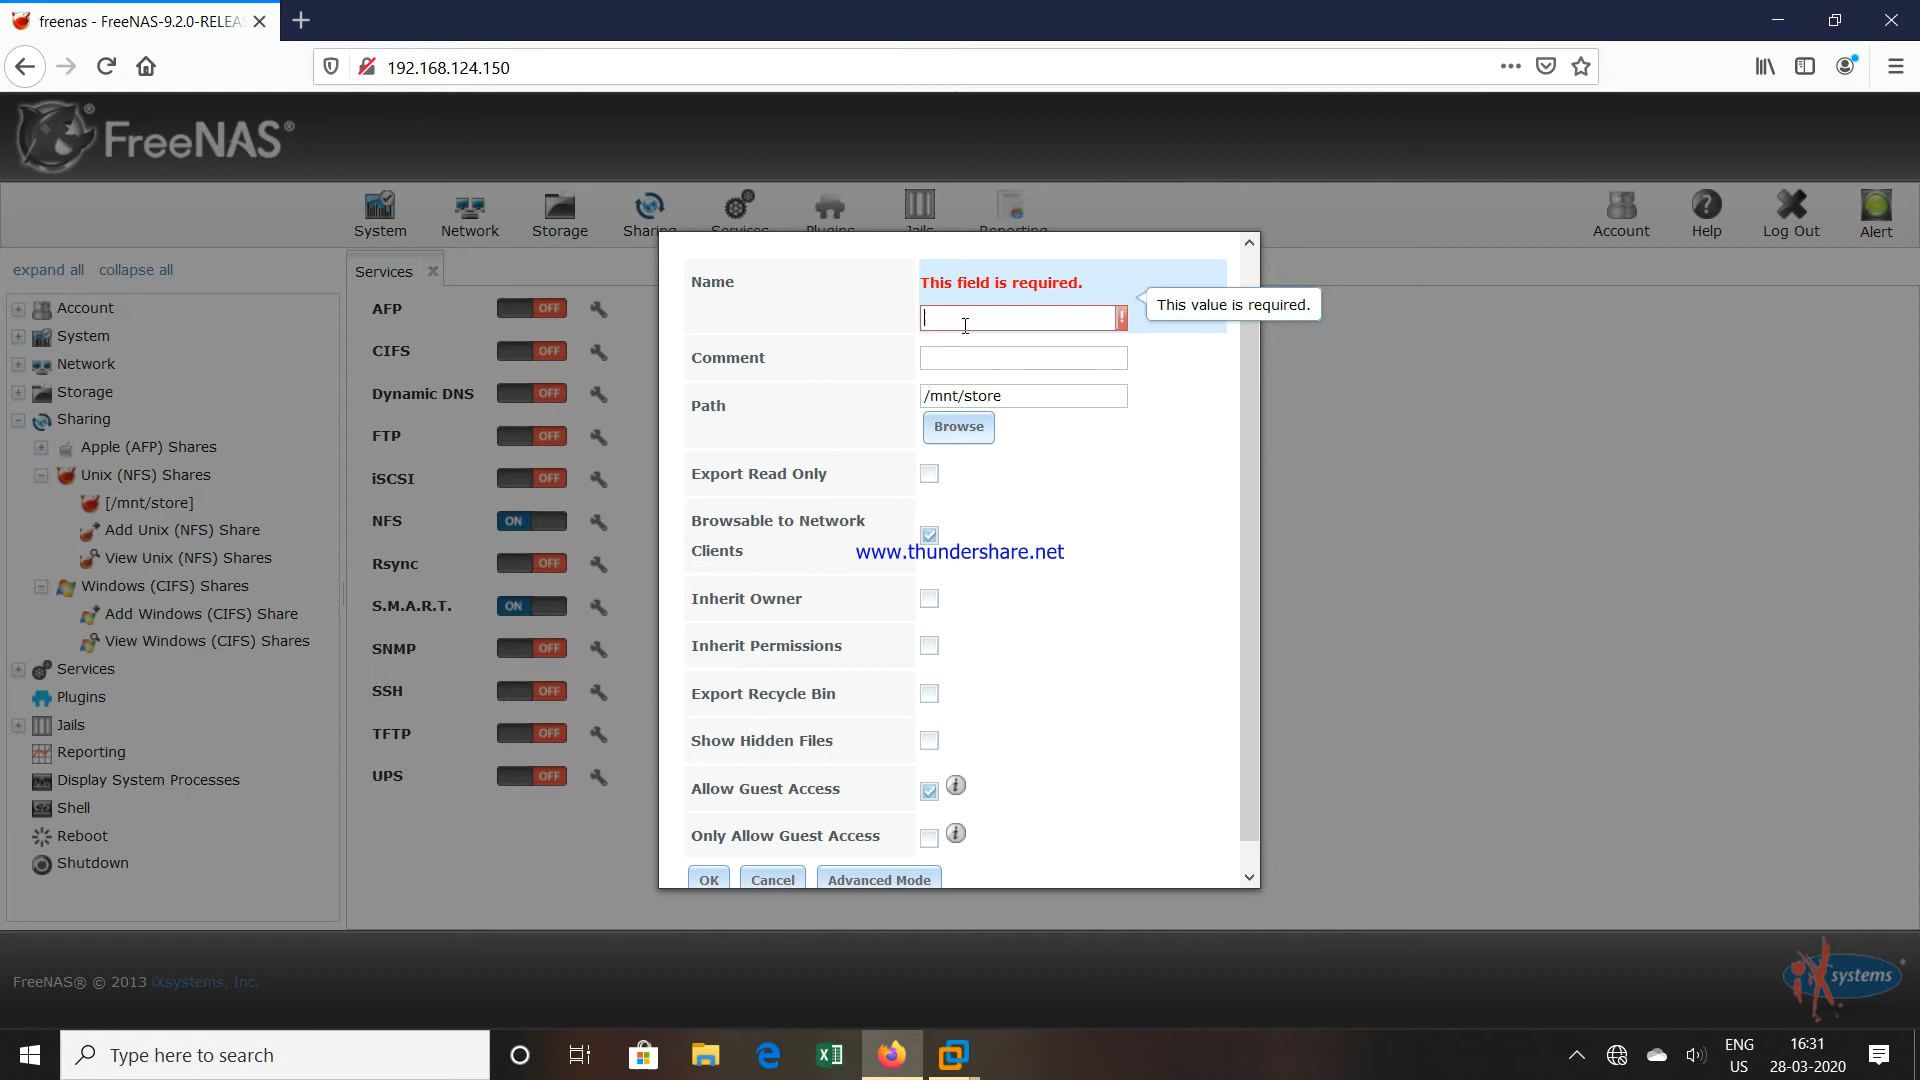 freenas - FreeNAS-9.2.0-RELEA
192.168.124.150
FreeNAS®
System
Network
Storage
Sharing
Services
Plugins
Jails
Reporting
Account
Help
Log Out
Alert
expand all
collapse all
Services
Account
System
Network
Storage
Sharing
Apple (AFP) Shares
Unix (NFS) Shares
[/mnt/store]
Add Unix (NFS) Share
View Unix (NFS) Shares
Windows (CIFS) Shares
Add Windows (CIFS) Share
View Windows (CIFS) Shares
Services
Plugins
Jails
Reporting
Display System Processes
Shell
Reboot
Shutdown
AFP OFF
CIFS OFF
Dynamic DNS OFF
FTP OFF
iSCSI OFF
NFS ON
Rsync OFF
S.M.A.R.T. ON
SNMP OFF
SSH OFF
TFTP OFF
UPS OFF
Name
This field is required.
!
This value is required.
Comment
Path
/mnt/store
Browse
Export Read Only
Browsable to Network
Clients
www.thundershare.net
Inherit Owner
Inherit Permissions
Export Recycle Bin
Show Hidden Files
Allow Guest Access
Only Allow Guest Access
OK
Cancel
Advanced Mode
FreeNAS® © 2013 iXsystems, Inc.
iXsystems
Type here to search
ENG
US
16:31
28-03-2020